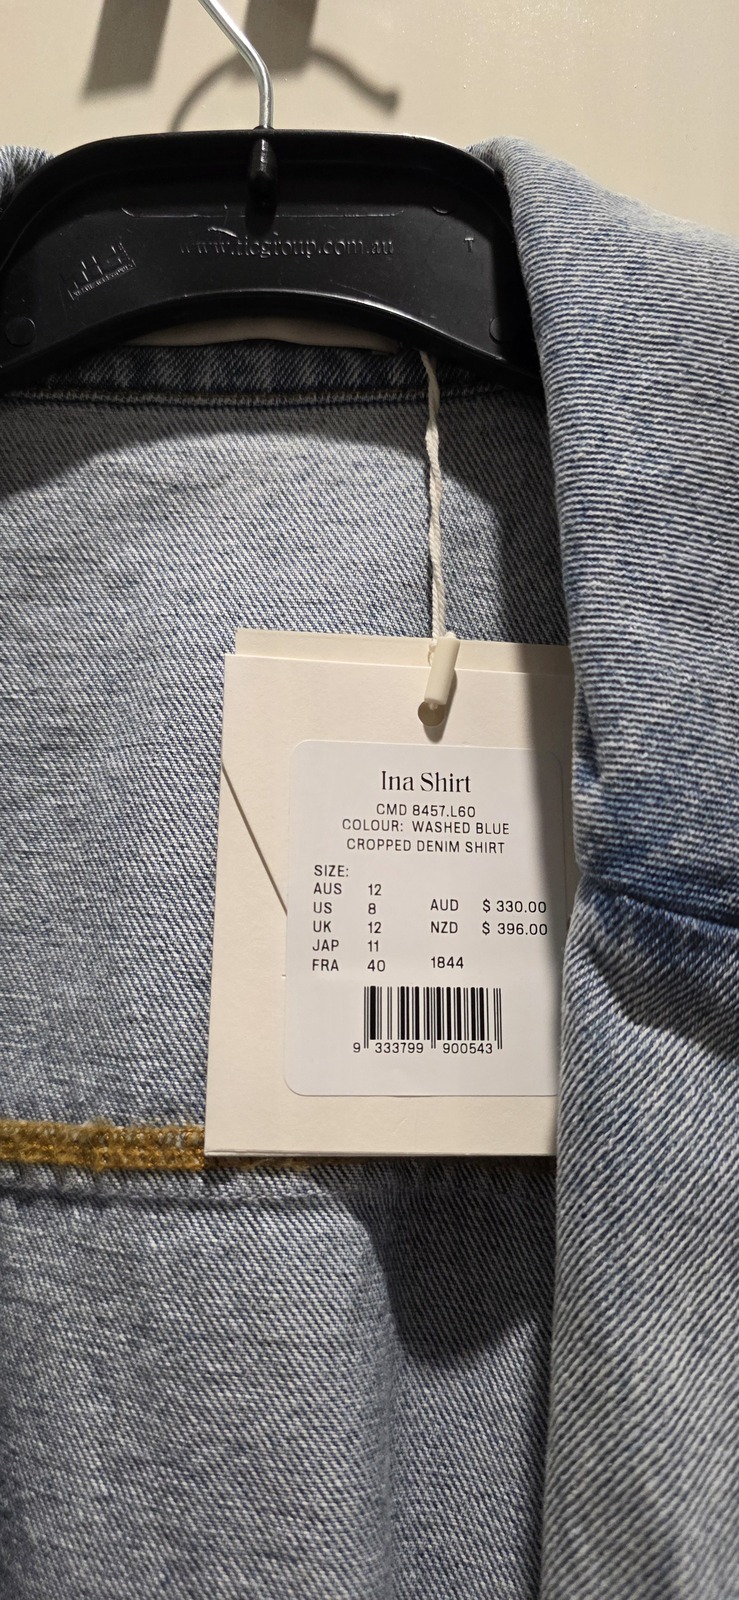 www.ticgroup.com.au
T
Ina Shirt
CMD 8457.L60
COLOUR: WASHED BLUE
CROPPED DENIM SHIRT
SIZE:
AUS 12
US 8 AUD $ 330.00
UK 12 NZD $ 396.00
JAP 11
FRA 40 1844
9 333799 900543